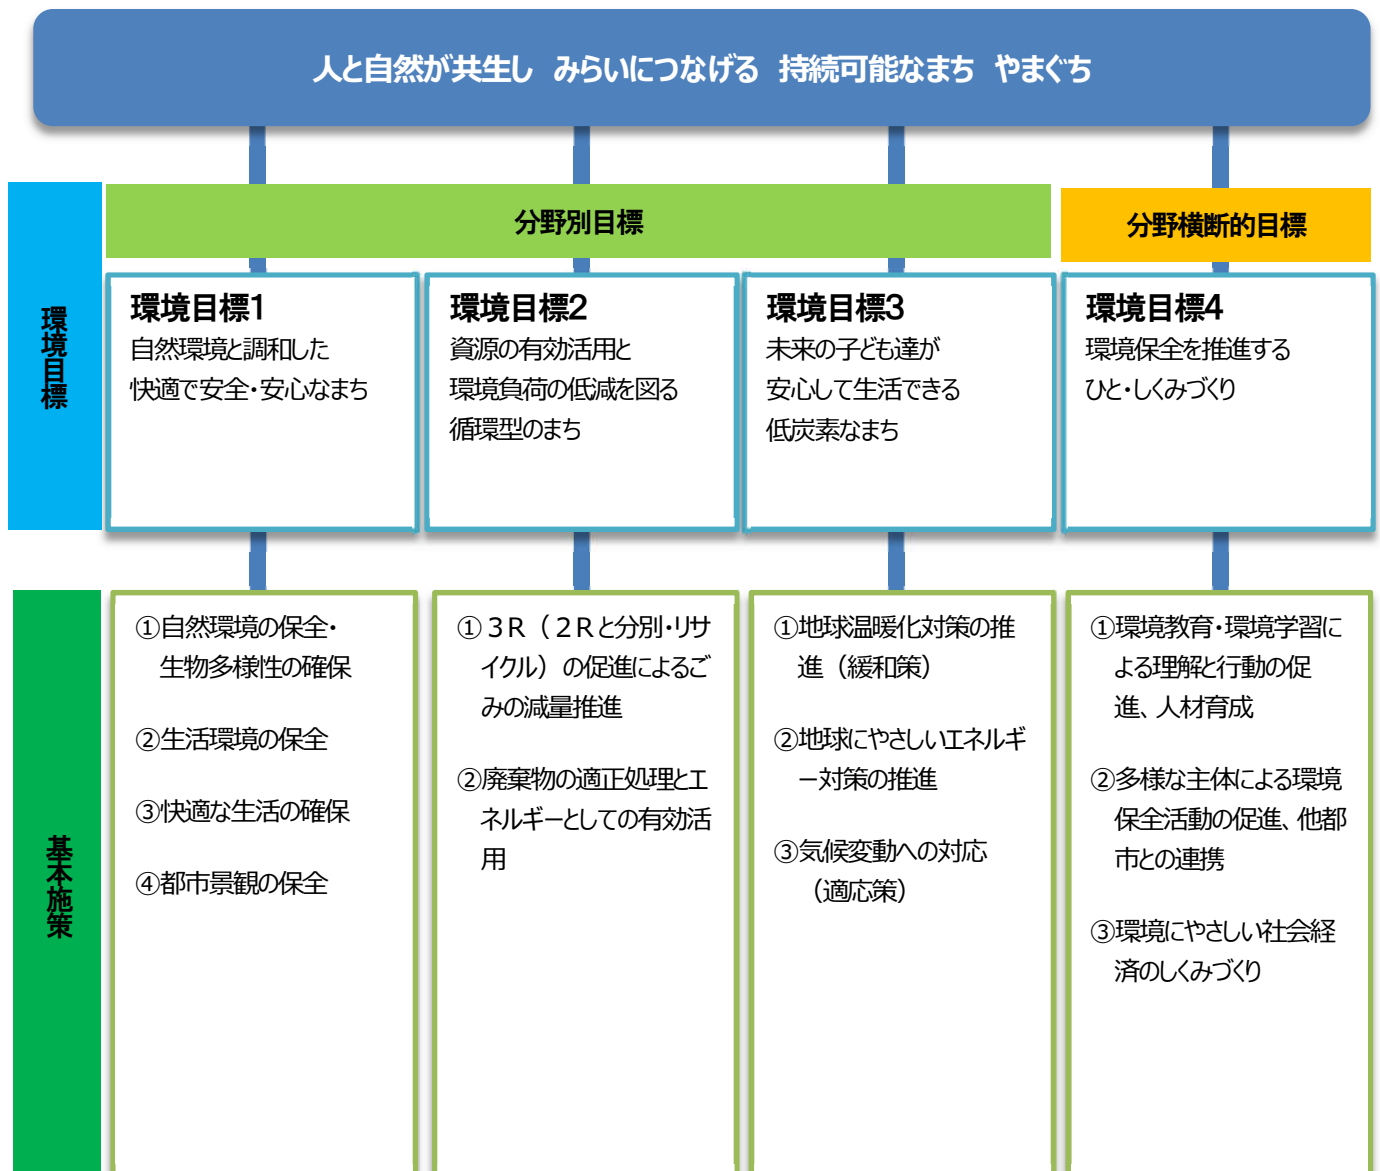 人と自然が共生し　みらいにつなげる　持続可能なまち　やまぐち
環境目標
分野別目標
分野横断的目標
環境目標1
自然環境と調和した
快適で安全・安心なまち
環境目標2
資源の有効活用と
環境負荷の低減を図る
循環型のまち
環境目標3
未来の子ども達が
安心して生活できる
低炭素なまち
環境目標4
環境保全を推進する
ひと・しくみづくり
基本施策
①自然環境の保全・
生物多様性の確保
②生活環境の保全
③快適な生活の確保
④都市景観の保全
①３Ｒ（２Ｒと分別・リサ
イクル）の促進によるご
みの減量推進
②廃棄物の適正処理とエ
ネルギーとしての有効活
用
①地球温暖化対策の推
進（緩和策）
②地球にやさしいエネルギ
ー対策の推進
③気候変動への対応
（適応策）
①環境教育・環境学習に
よる理解と行動の促
進、人材育成
②多様な主体による環境
保全活動の促進、他都
市との連携
③環境にやさしい社会経
済のしくみづくり